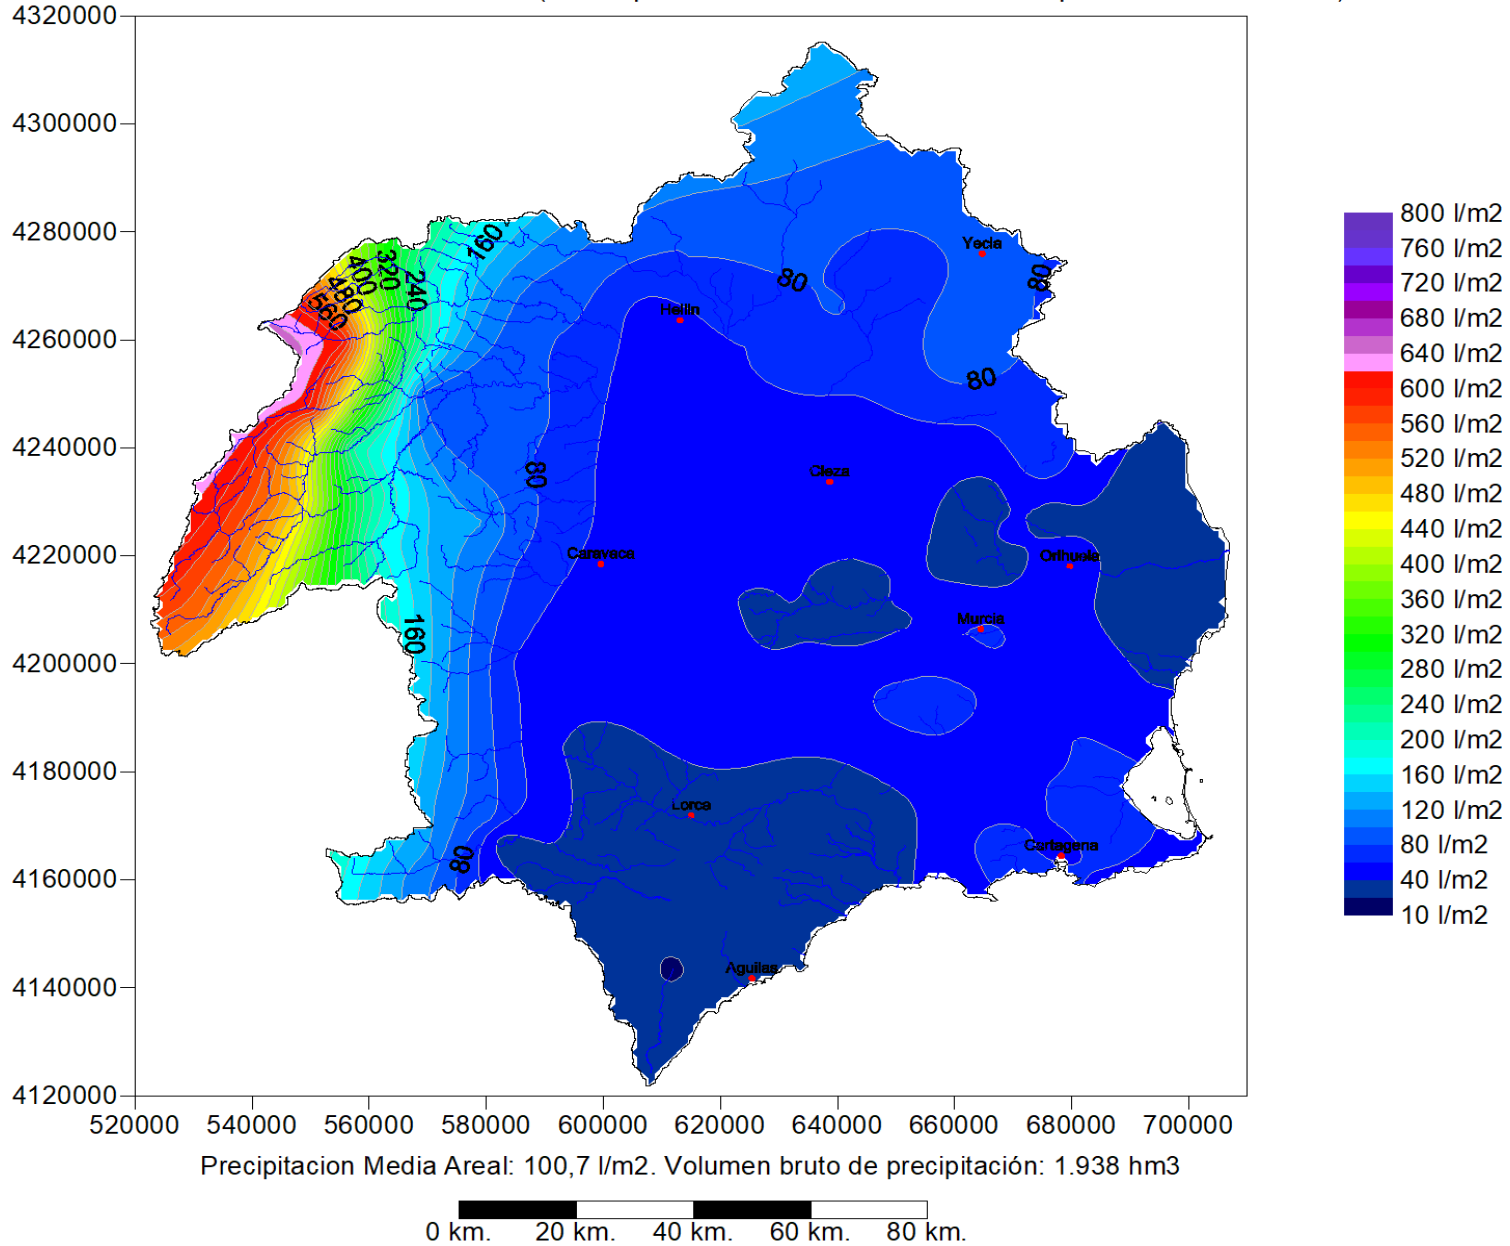 4320000
4300000
4280000
4260000
4240000
4220000
4200000
4180000
4160000
4140000
4120000
520000 540000 560000 580000 600000 620000 640000 660000 680000 700000
160
240
320
400
480
560
80
80
80
80
160
80
Yecla
Hellin
Cieza
Caravaca
Orihuela
Murcia
Lorca
Cartagena
Aguilas
800 l/m2
760 l/m2
720 l/m2
680 l/m2
640 l/m2
600 l/m2
560 l/m2
520 l/m2
480 l/m2
440 l/m2
400 l/m2
360 l/m2
320 l/m2
280 l/m2
240 l/m2
200 l/m2
160 l/m2
120 l/m2
80 l/m2
40 l/m2
10 l/m2
Precipitacion Media Areal: 100,7 l/m2. Volumen bruto de precipitación: 1.938 hm3
0 km. 20 km. 40 km. 60 km. 80 km.